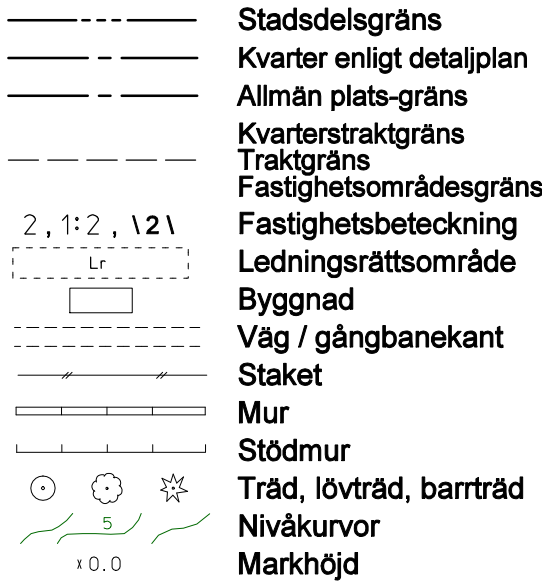 Stadsdelsgräns
Kvarter enligt detaljplan
Allmän plats-gräns
Kvarterstraktgräns
Traktgräns
Fastighetsområdesgräns
2 , 1:2 , \2\ Fastighetsbeteckning
Lr Ledningsrättsområde
Byggnad
Väg / gångbanekant
Staket
Mur
Stödmur
Träd, lövträd, barrträd
5 Nivåkurvor
x 0.0 Markhöjd